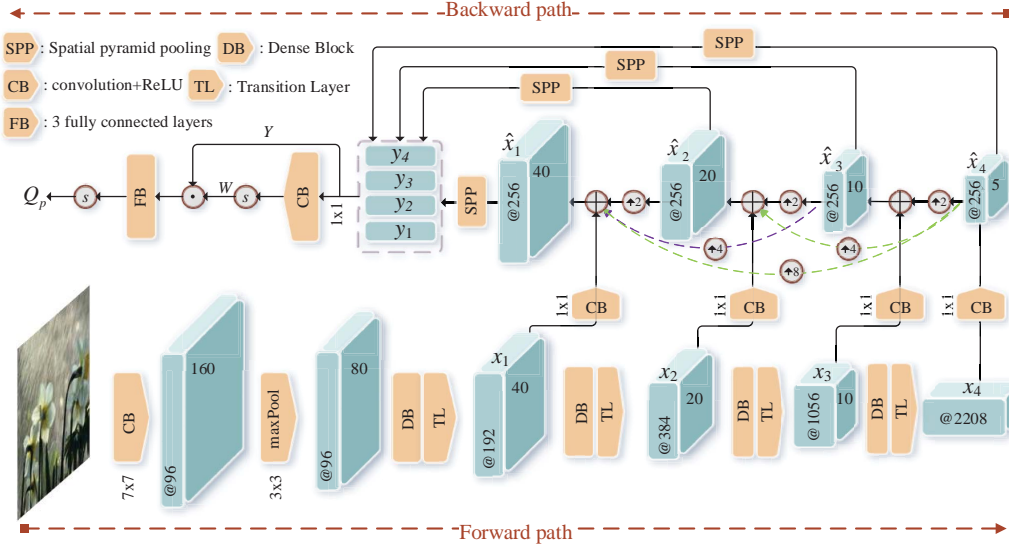 Backward path
SPP : Spatial pyramid pooling DB : Dense Block
CB : convolution+ReLU TL : Transition Layer
FB : 3 fully connected layers
SPP
SPP
SPP
Y
y4
y3
y2
y1
x̂1
40
@256
x̂2
20
@256
x̂3
10
@256
x̂4
5
@256
Qp
s
FB
W
s
CB
1x1
SPP
↑2
↑2
↑2
↑4
↑4
↑8
1x1
CB
1x1
CB
1x1
CB
1x1
CB
CB
7x7
160
@96
maxPool
3x3
80
@96
DB
TL
x1
40
@192
DB
TL
x2
20
@384
DB
TL
x3
10
@1056
DB
TL
x4
@2208
Forward path